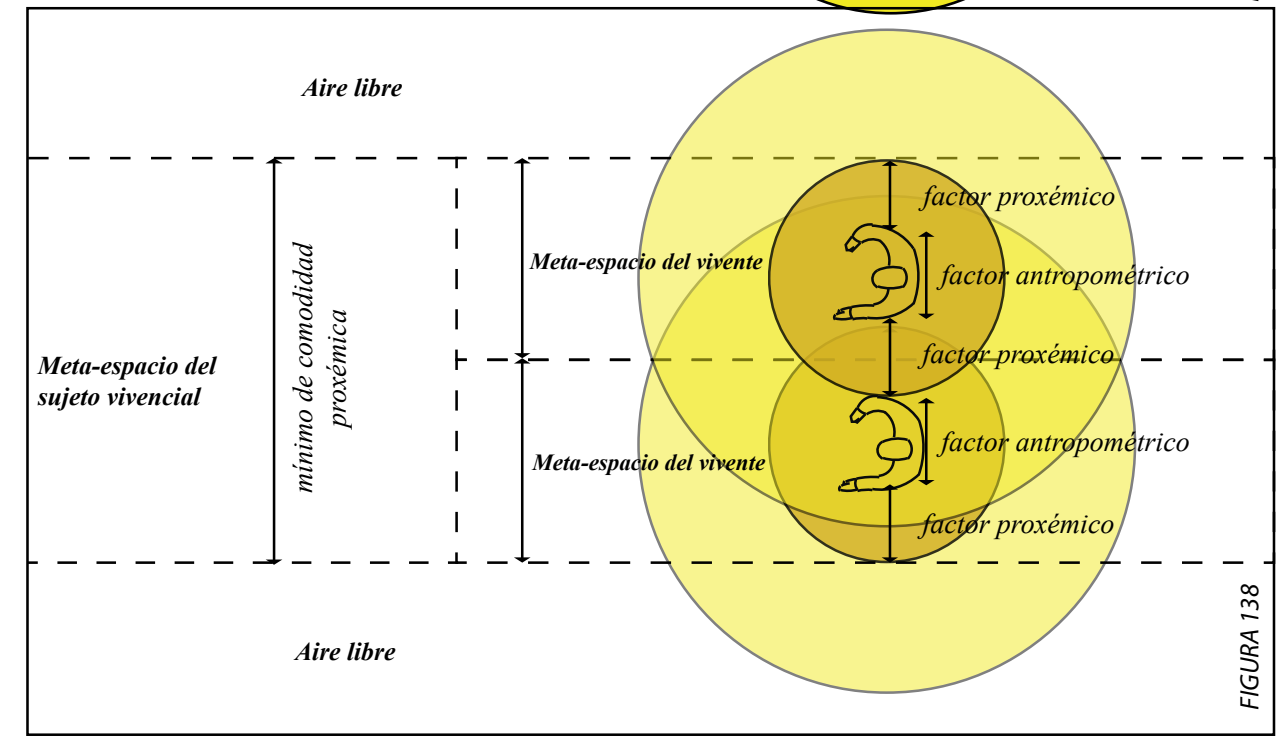 Aire libre
factor proxémico
Meta-espacio del vivente
factor antropométrico
mínimo de comodidad
proxémica
factor proxémico
Meta-espacio del
sujeto vivencial
factor antropométrico
Meta-espacio del vivente
factor proxémico
Aire libre
FIGURA 138